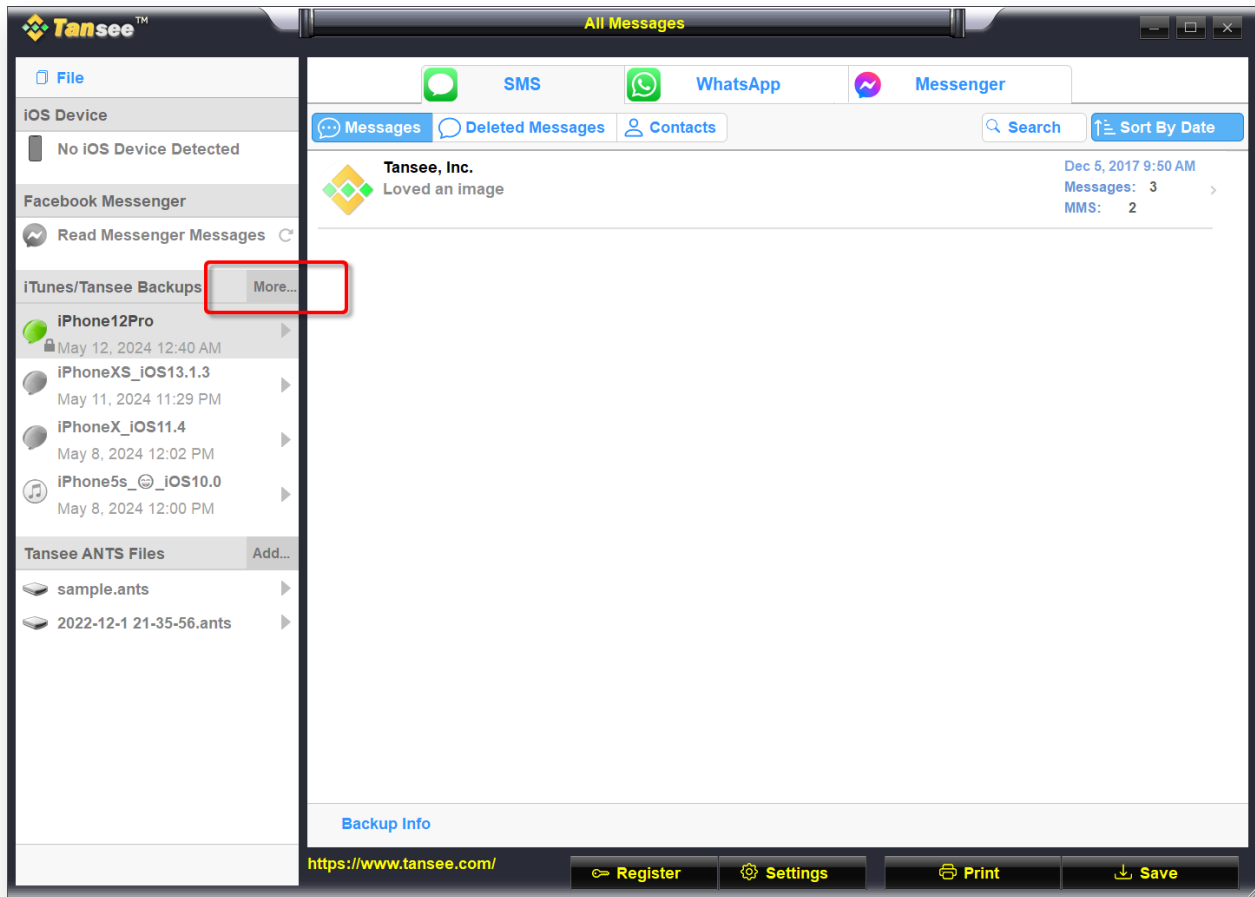 Tansee™
All Messages
File
iOS Device
No iOS Device Detected
Facebook Messenger
Read Messenger Messages
iTunes/Tansee Backups More...
iPhone12Pro
May 12, 2024 12:40 AM
iPhoneXS_iOS13.1.3
May 11, 2024 11:29 PM
iPhoneX_iOS11.4
May 8, 2024 12:02 PM
iPhone5s_😁_iOS10.0
May 8, 2024 12:00 PM
Tansee ANTS Files Add...
sample.ants
2022-12-1 21-35-56.ants
SMS WhatsApp Messenger
Messages Deleted Messages Contacts Search Sort By Date
Tansee, Inc.
Loved an image
Dec 5, 2017 9:50 AM
Messages: 3
MMS: 2
Backup Info
https://www.tansee.com/ Register Settings Print Save